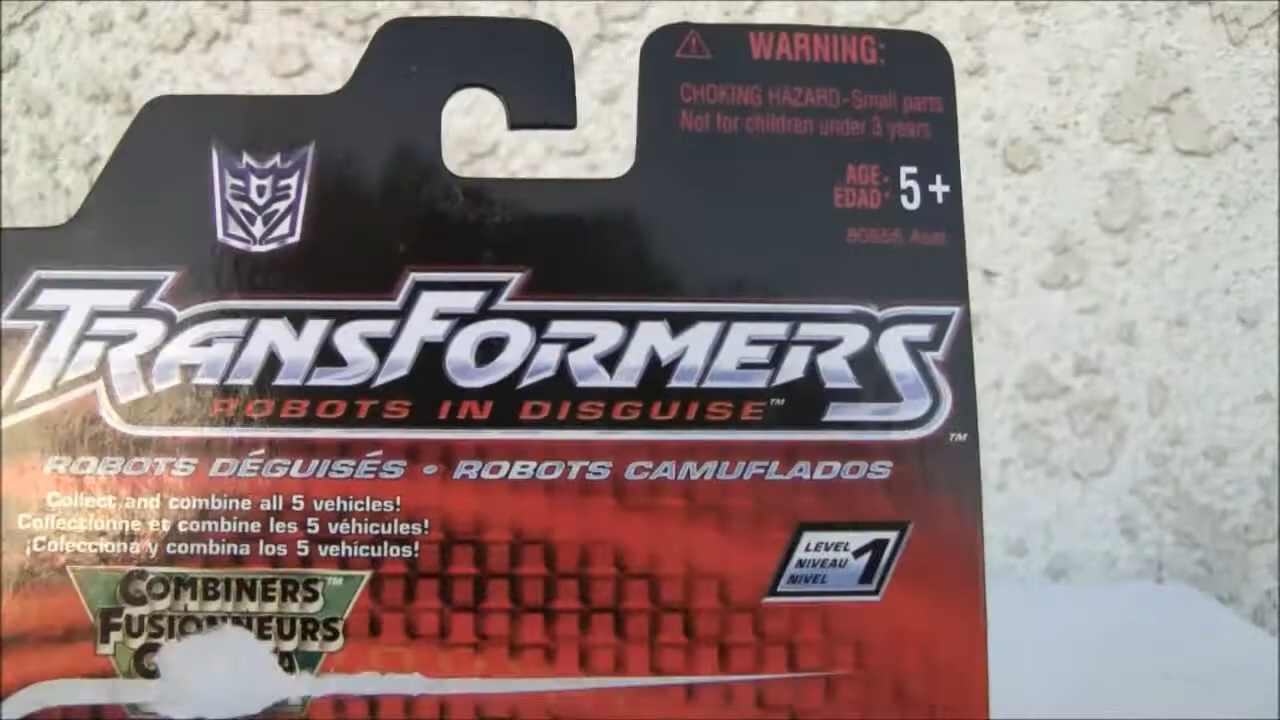 WARNING:
CHOKING HAZARD-Small parts
Not for children under 3 years
AGE·
EDAD·
5+
TRANSFORMERS
ROBOTS IN DISGUISE™
TM
ROBOTS DÉGUISÉS • ROBOTS CAMUFLADOS
Collect and combine all 5 vehicles!
Collectionne et combine les 5 véhicules!
¡Colecciona y combina los 5 vehículos!
LEVEL
NIVEAU
NIVEL
1
COMBINERS™
FUSIONNEURS